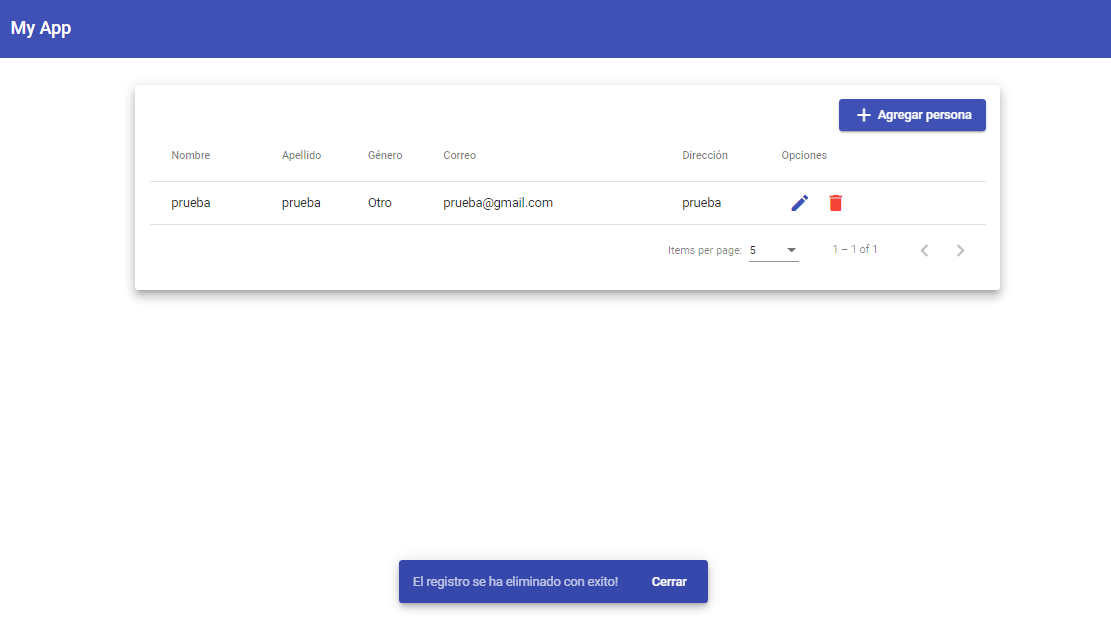 My App
Agregar persona
Nombre Apellido Género Correo Dirección Opciones
prueba prueba Otro prueba@gmail.com prueba
Items per page: 5 1 – 1 of 1
El registro se ha eliminado con exito! Cerrar